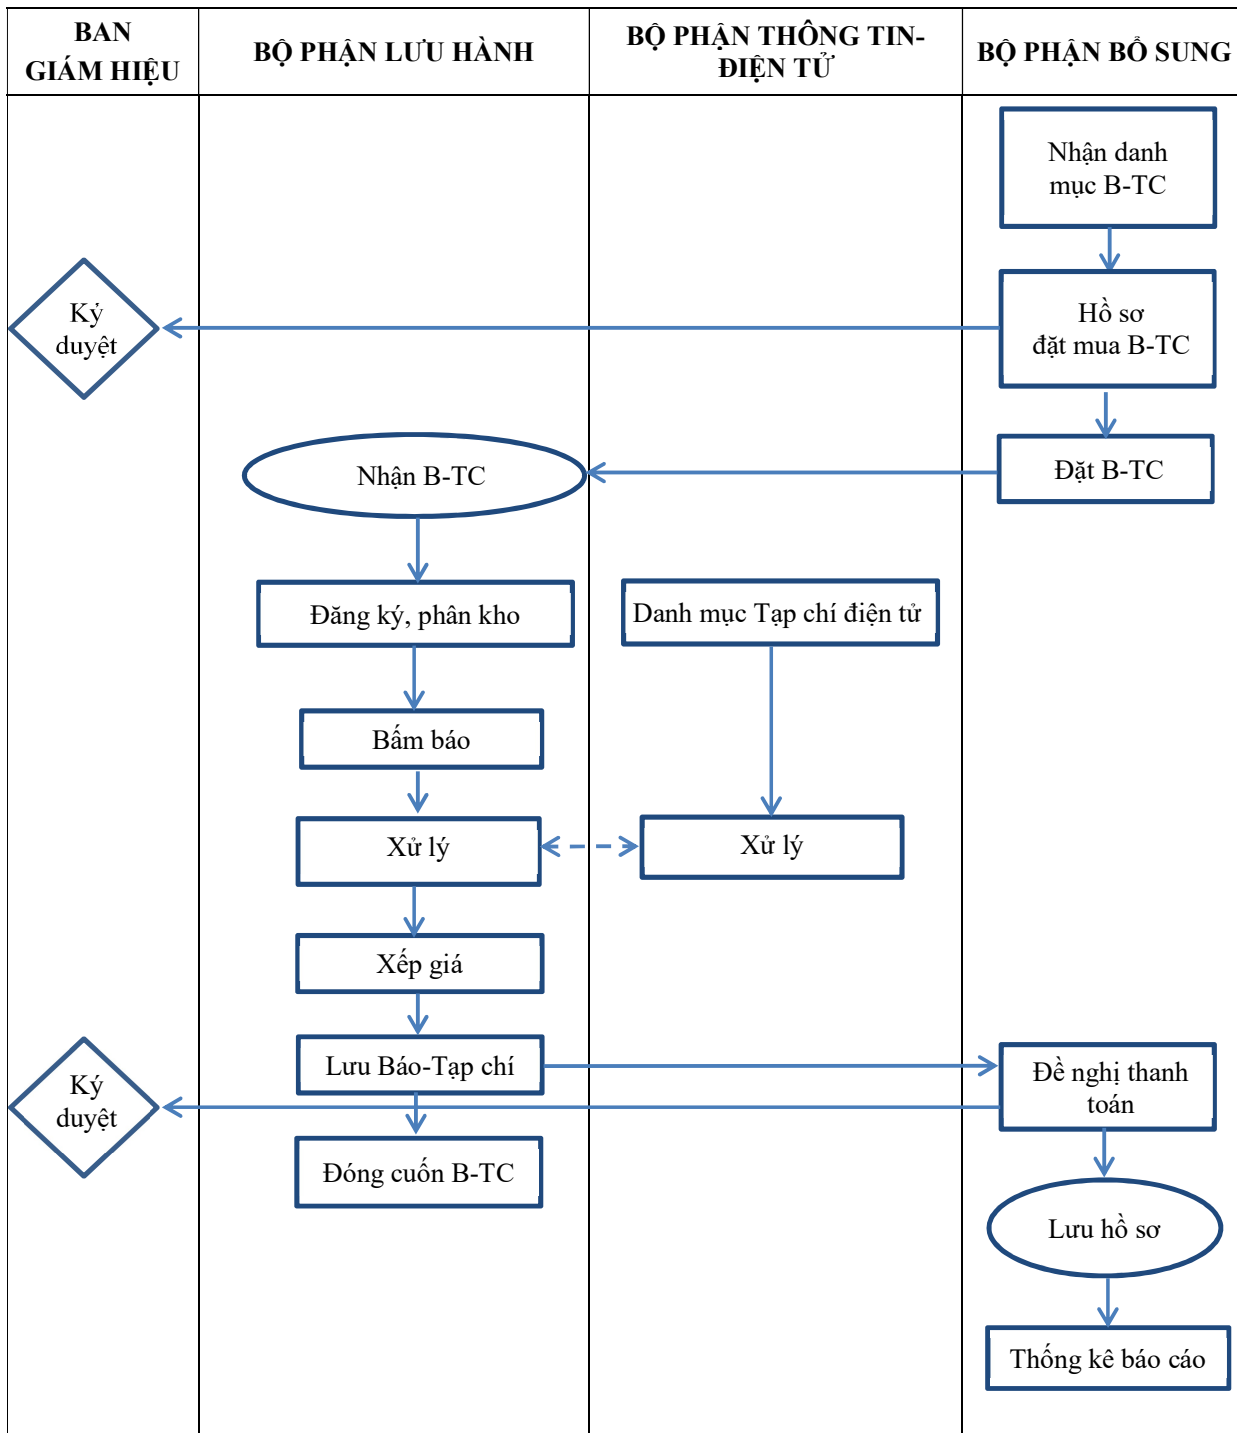 BAN
GIÁM HIỆU
BỘ PHẬN LƯU HÀNH
BỘ PHẬN THÔNG TIN-
ĐIỆN TỬ
BỘ PHẬN BỔ SUNG
Nhận danh
mục B-TC
Ký
duyệt
Hồ sơ
đặt mua B-TC
Nhận B-TC
Đặt B-TC
Đăng ký, phân kho
Danh mục Tạp chí điện tử
Bấm báo
Xử lý
Xử lý
Xếp giá
Lưu Báo-Tạp chí
Đề nghị thanh
toán
Ký
duyệt
Đóng cuốn B-TC
Lưu hồ sơ
Thống kê báo cáo